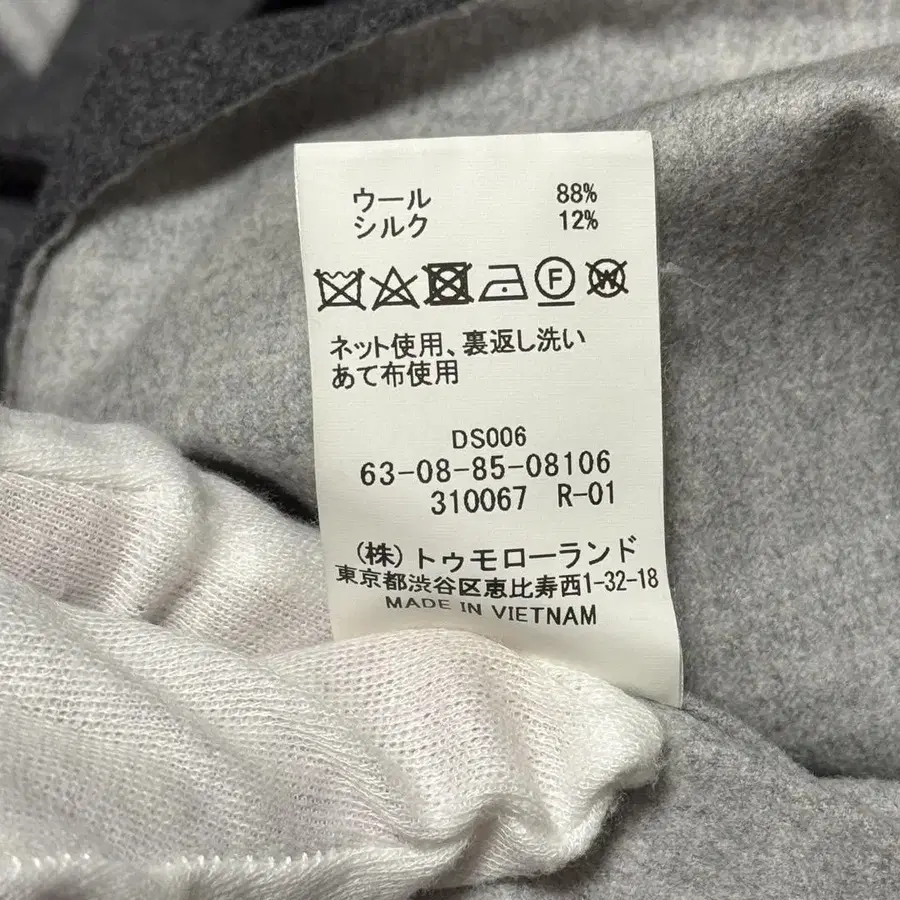 ウール 88%
シルク 12%
F W
ネット使用、裏返し洗い
あて布使用
DS006
63-08-85-08106
310067 R-01
(株)トゥモローランド
東京都渋谷区恵比寿西1-32-18
MADE IN VIETNAM